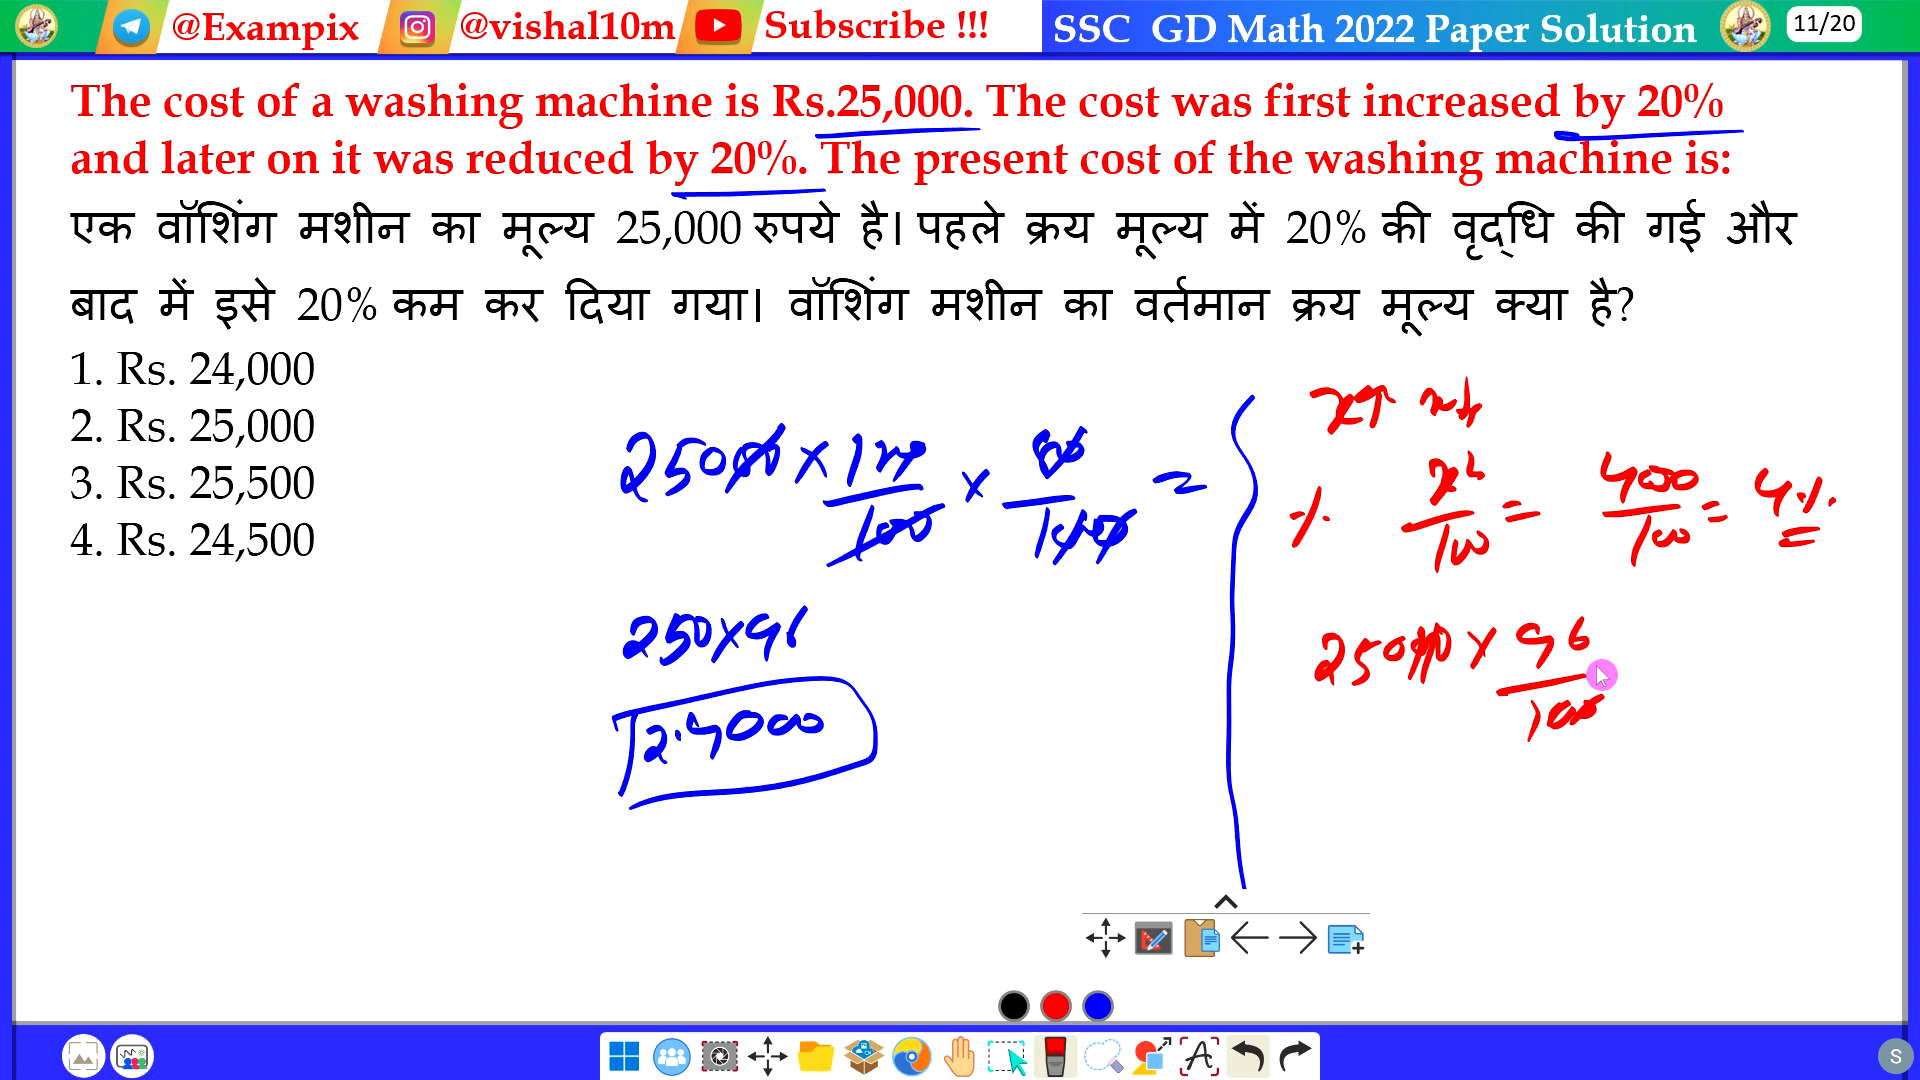 @Exampix @vishal10m Subscribe !!! SSC GD Math 2022 Paper Solution 11/20
The cost of a washing machine is Rs.25,000. The cost was first increased by 20%
and later on it was reduced by 20%. The present cost of the washing machine is:
एक वॉशिंग मशीन का मूल्य 25,000 रुपये है। पहले क्रय मूल्य में 20% की वृद्धि की गई और
बाद में इसे 20% कम कर दिया गया। वॉशिंग मशीन का वर्तमान क्रय मूल्य क्या है?
1. Rs. 24,000
2. Rs. 25,000
3. Rs. 25,500
4. Rs. 24,500
25000 × 120/100 × 80/100 =
250×96
24000
x↑ x↓
x²/100 = 400/100 = 4%
25000 × 96/100
S